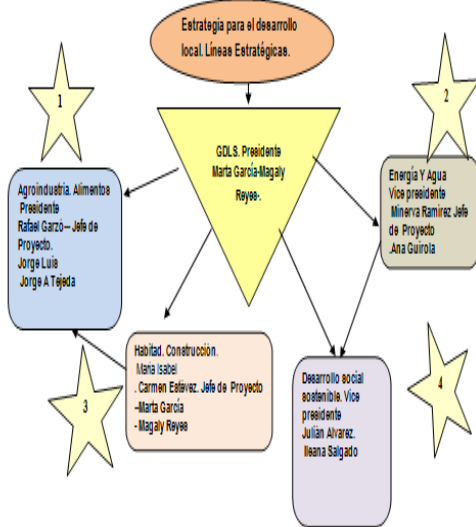 Estrategia para el desarrollo
local. Líneas Estratégicas.
1
2
GDLS. Presidente
Marta García-Magaly
Reyes-.
Agroindustria. Alimentos
Presidente
Rafael Garzó-- Jefe de
Proyecto.
Jorge Luis
Jorge A Tejeda
Energía Y Agua
Vice presidente
Minerva Ramirez Jefe
de Proyecto
Ana Guirola
Habitad. Construcción.
Maria Isabel
. Carmen Estévez. Jefe de Proyecto
–Marta García
- Magaly Reyes
3
Desarrollo social
sostenible. Vice
presidente
Julián Alvarez.
Ileana Salgado
4